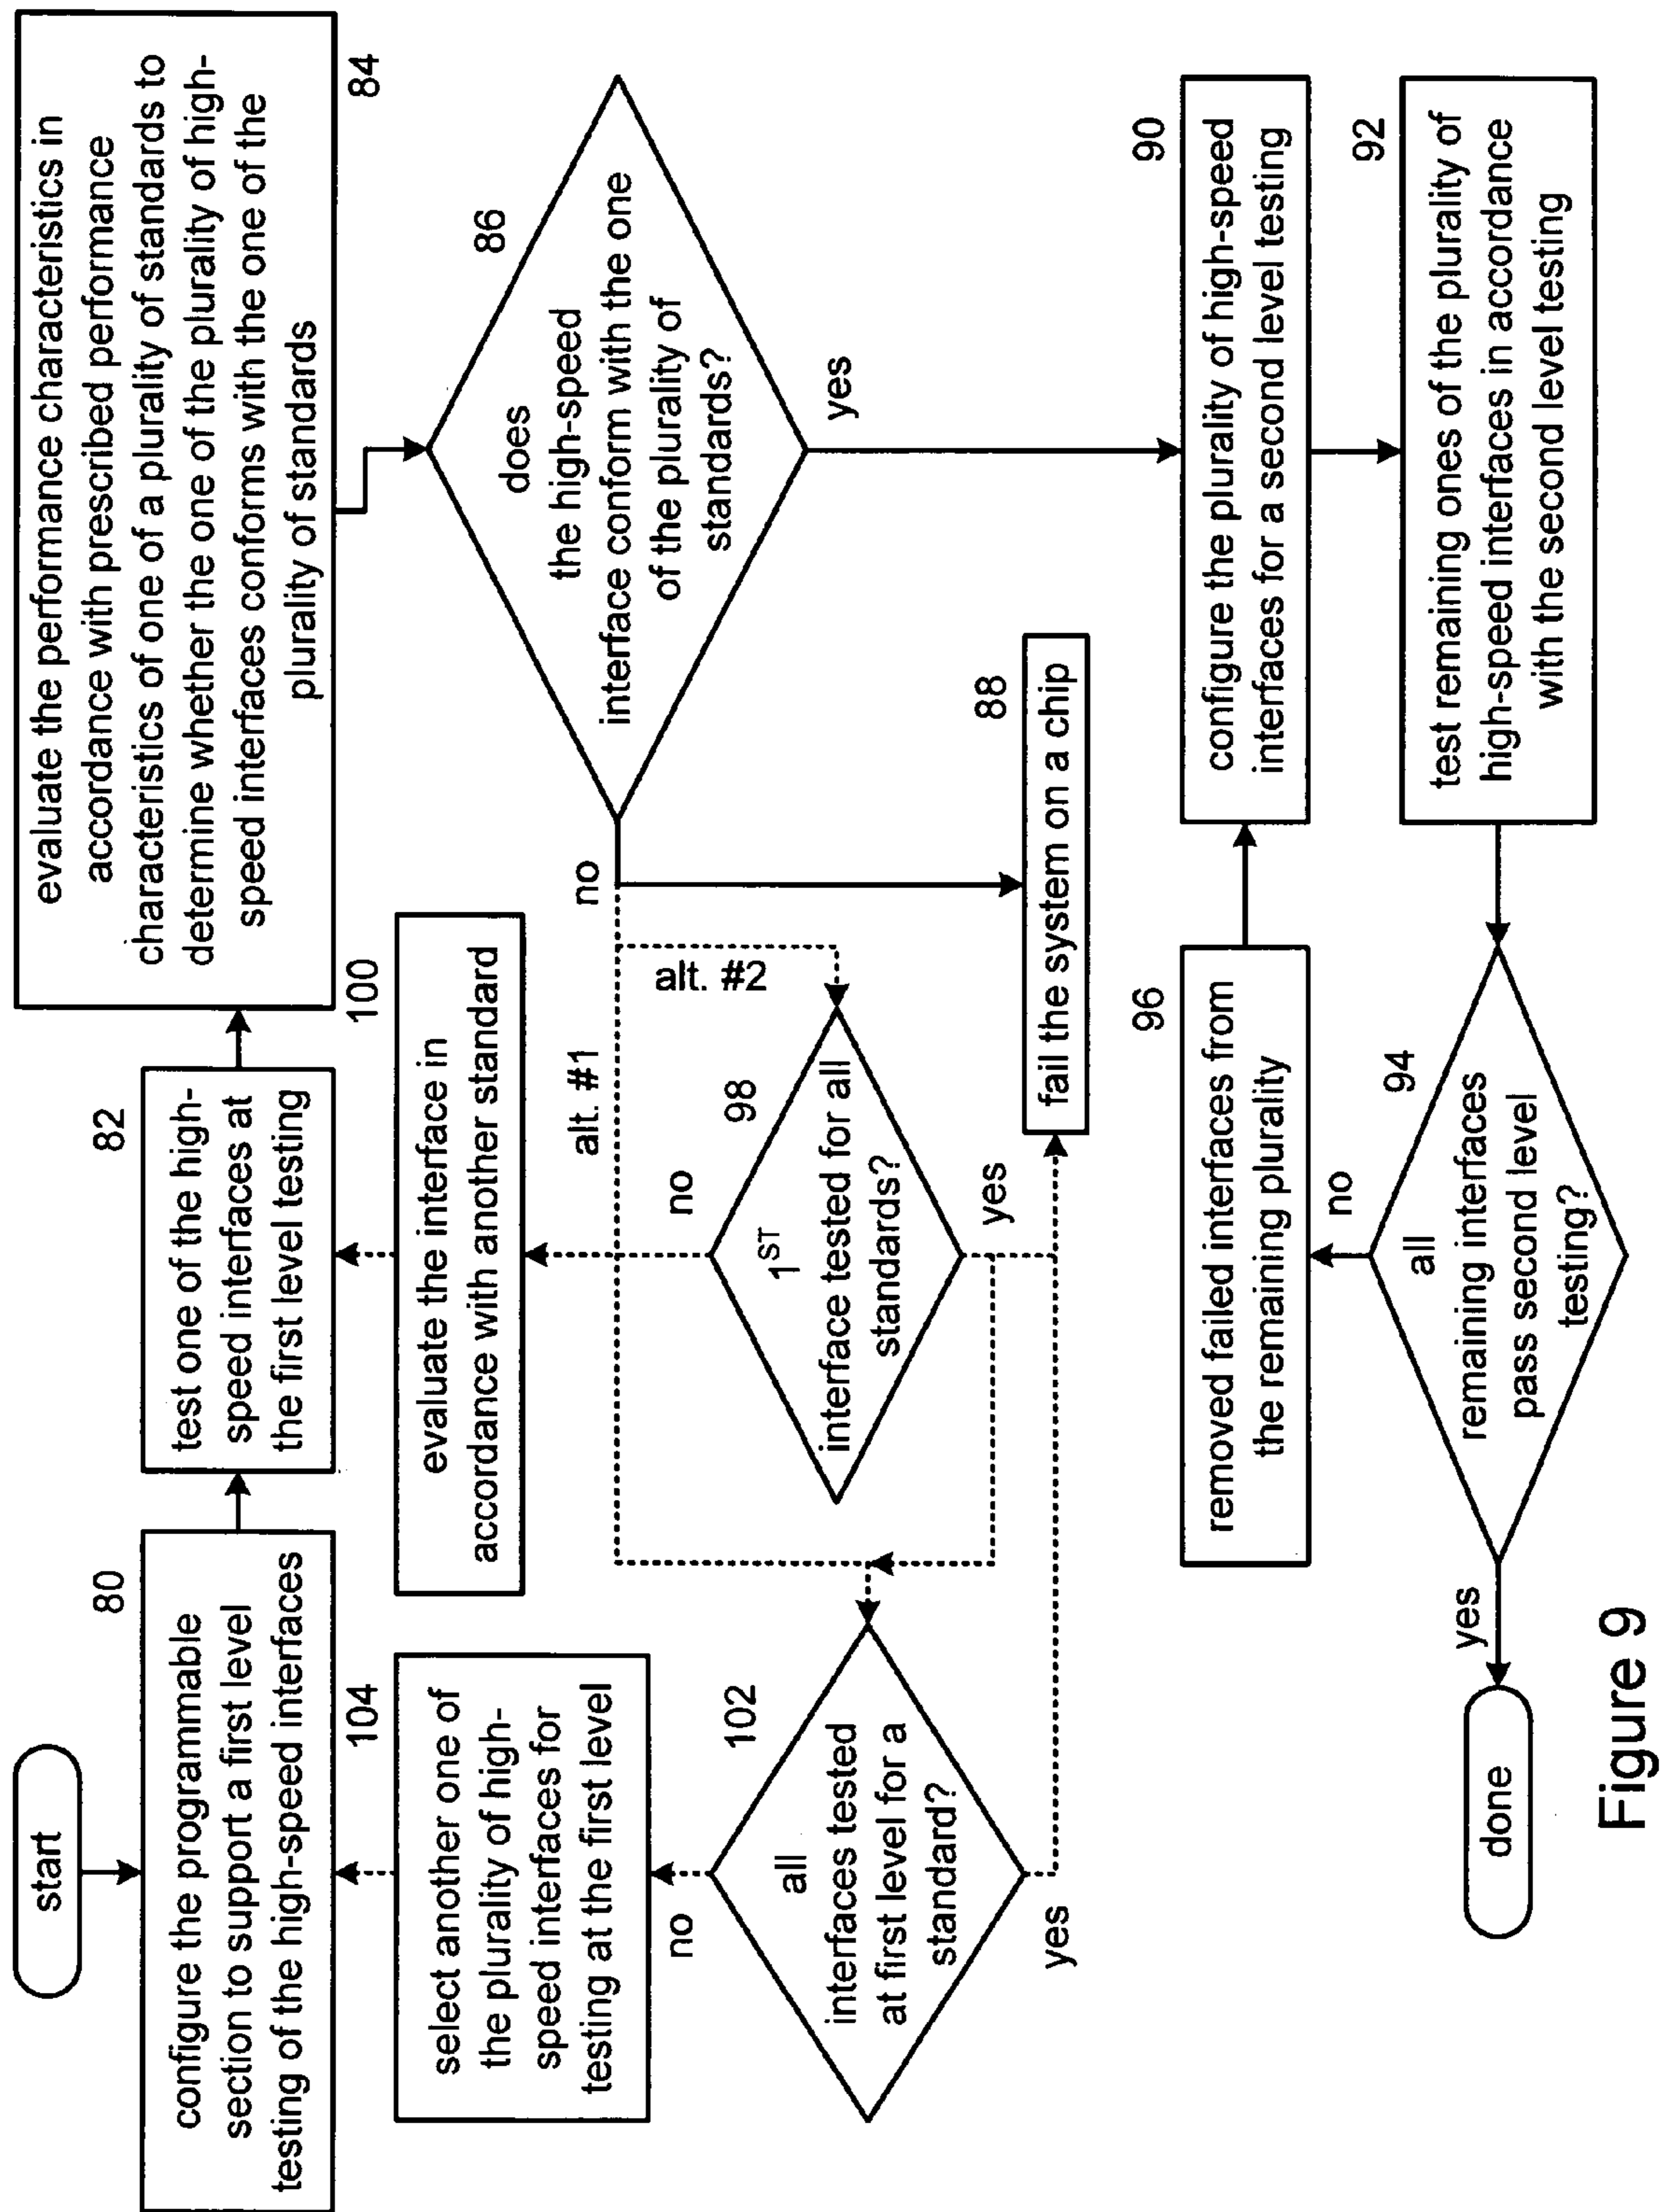 start
80
configure the programmable
section to support a first level
testing of the high-speed interfaces
82
test one of the high-
speed interfaces at
the first level testing
evaluate the performance characteristics in
accordance with prescribed performance
characteristics of one of a plurality of standards to
determine whether the one of the plurality of high-
speed interfaces conforms with the one of the
plurality of standards
84
104
select another one of
the plurality of high-
speed interfaces for
testing at the first level
100
evaluate the interface in
accordance with another standard
86
does
the high-speed
interface conform with the one
of the plurality of
standards?
no
yes
alt. #1
alt. #2
98
1ST
interface tested for all
standards?
no
yes
102
all
interfaces tested
at first level for a
standard?
no
yes
88
fail the system on a chip
90
configure the plurality of high-speed
interfaces for a second level testing
96
removed failed interfaces from
the remaining plurality
92
test remaining ones of the plurality of
high-speed interfaces in accordance
with the second level testing
94
all
remaining interfaces
pass second level
testing?
no
yes
done
Figure 9